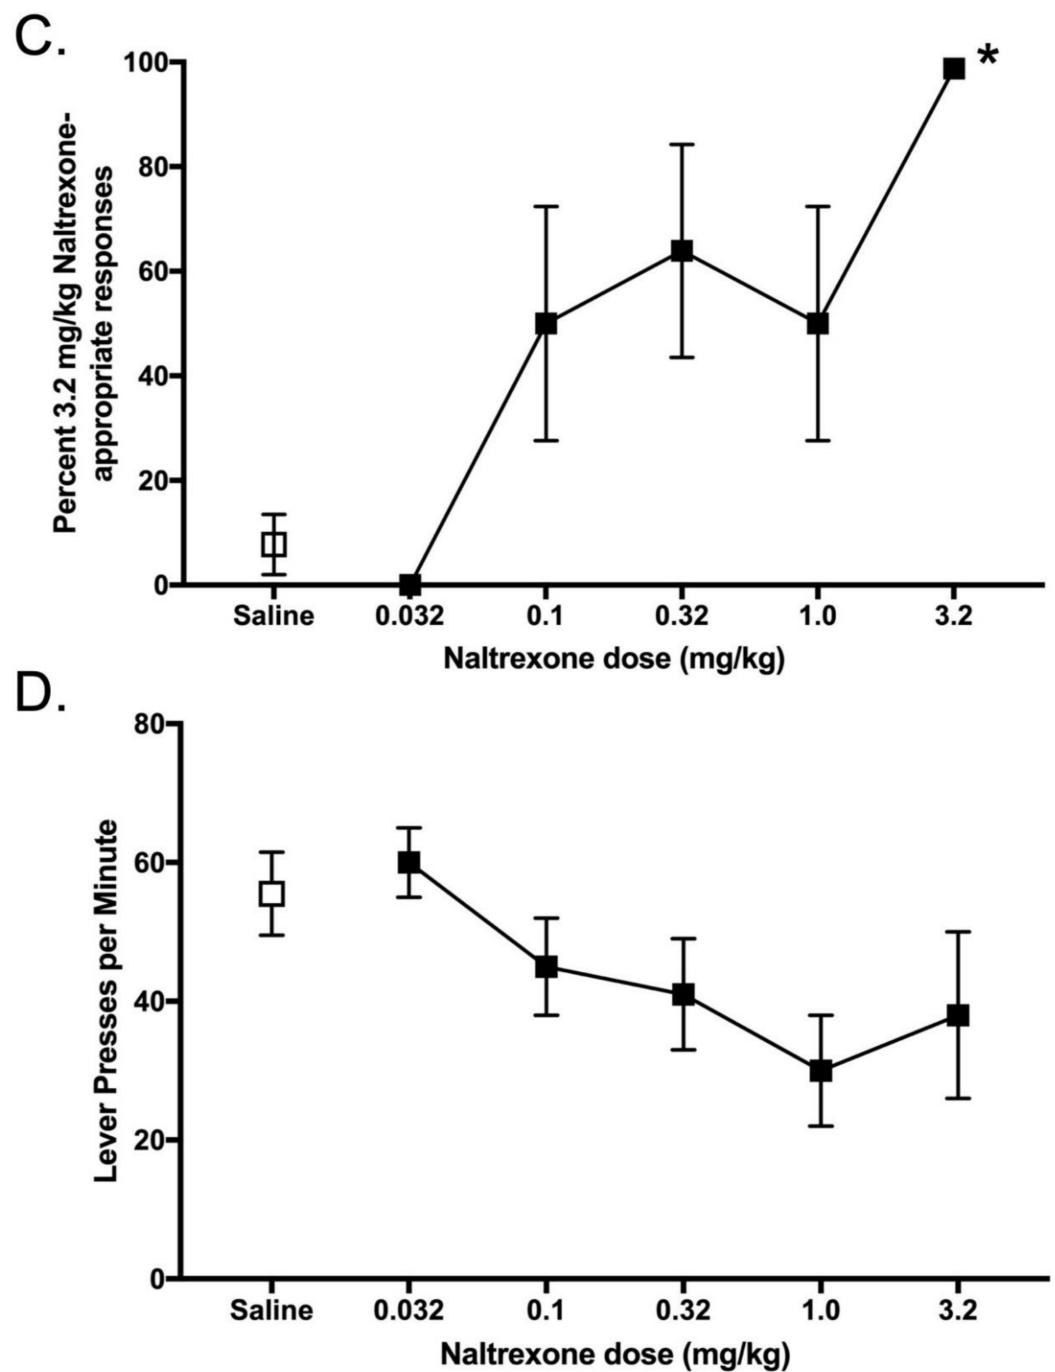 C.
Percent 3.2 mg/kg Naltrexone-
appropriate responses
100
80
60
40
20
0
*
Saline 0.032 0.1 0.32 1.0 3.2
Naltrexone dose (mg/kg)
D.
Lever Presses per Minute
80
60
40
20
0
Saline 0.032 0.1 0.32 1.0 3.2
Naltrexone dose (mg/kg)